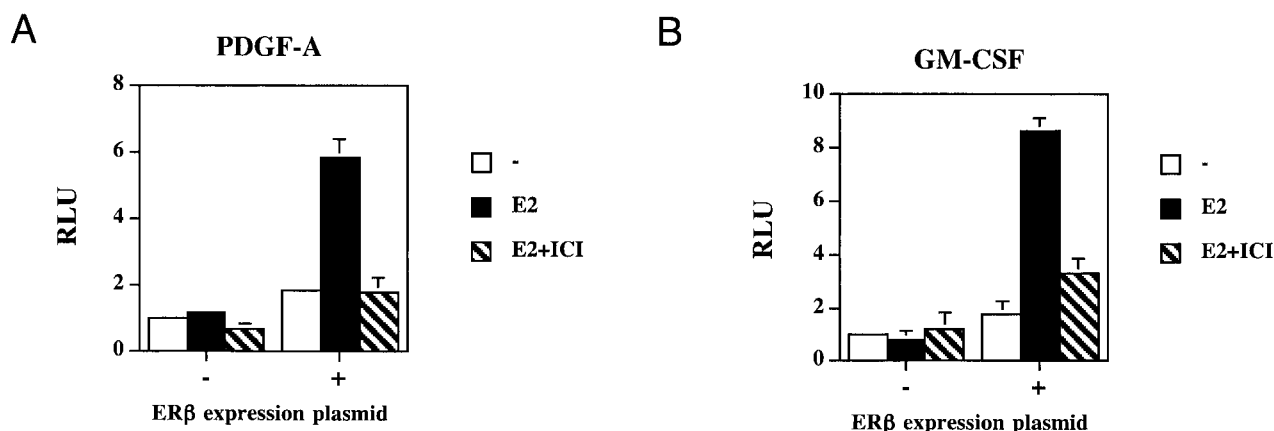 A
PDGF-A
8
6
4
2
0
RLU
- +
ERβ expression plasmid
-
E2
E2+ICI
B
GM-CSF
10
8
6
4
2
0
RLU
- +
ERβ expression plasmid
-
E2
E2+ICI